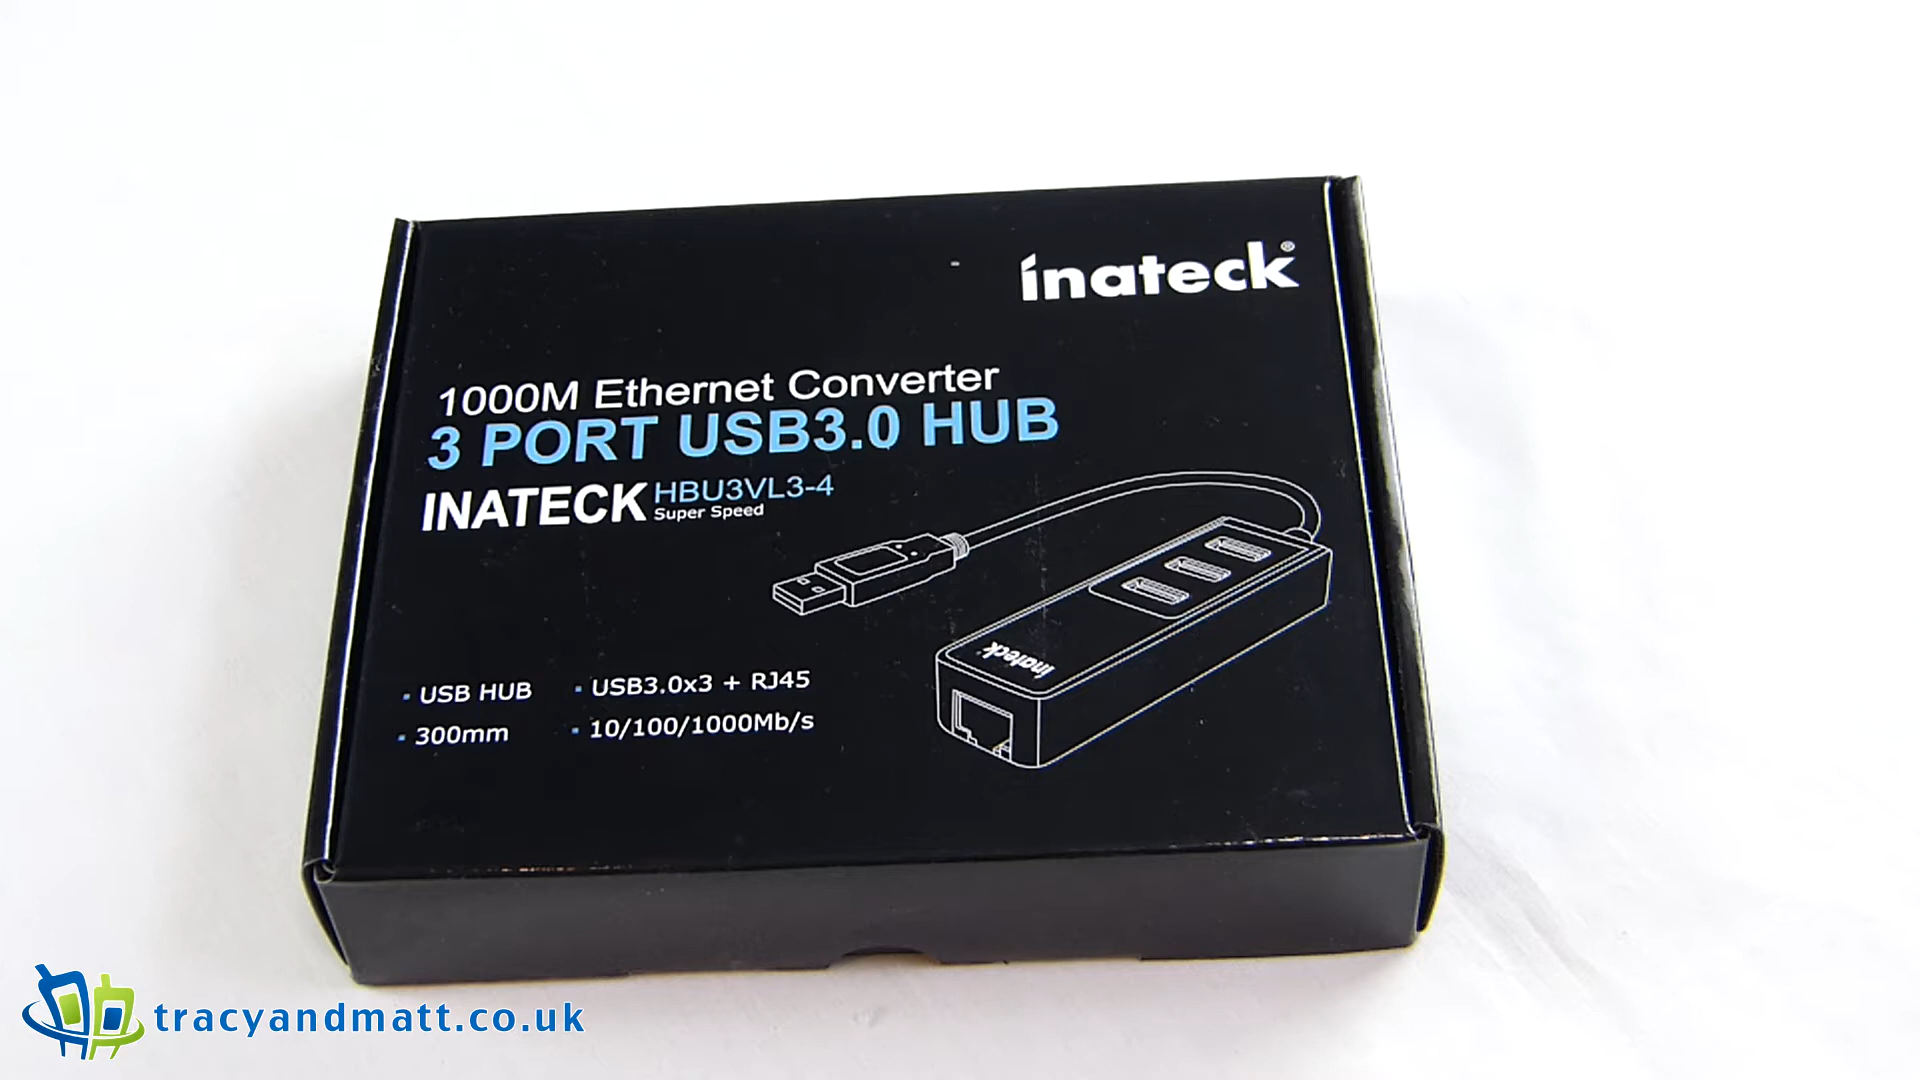 inateck®
1000M Ethernet Converter
3 PORT USB3.0 HUB
INATECK HBU3VL3-4
Super Speed
inateck
▪ USB HUB ▪ USB3.0x3 + RJ45
▪ 300mm ▪ 10/100/1000Mb/s
tracyandmatt.co.uk